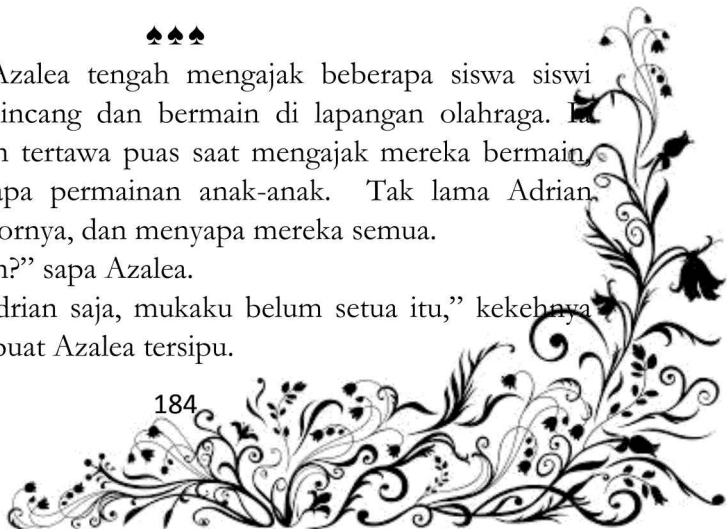 ♠♠♠
Azalea tengah mengajak beberapa siswa siswi
incang dan bermain di lapangan olahraga. Ia
n tertawa puas saat mengajak mereka bermain,
apa permainan anak-anak. Tak lama Adrian
ornya, dan menyapa mereka semua.
n?” sapa Azalea.
drian saja, mukaku belum setua itu,” kekehnya
buat Azalea tersipu.
184